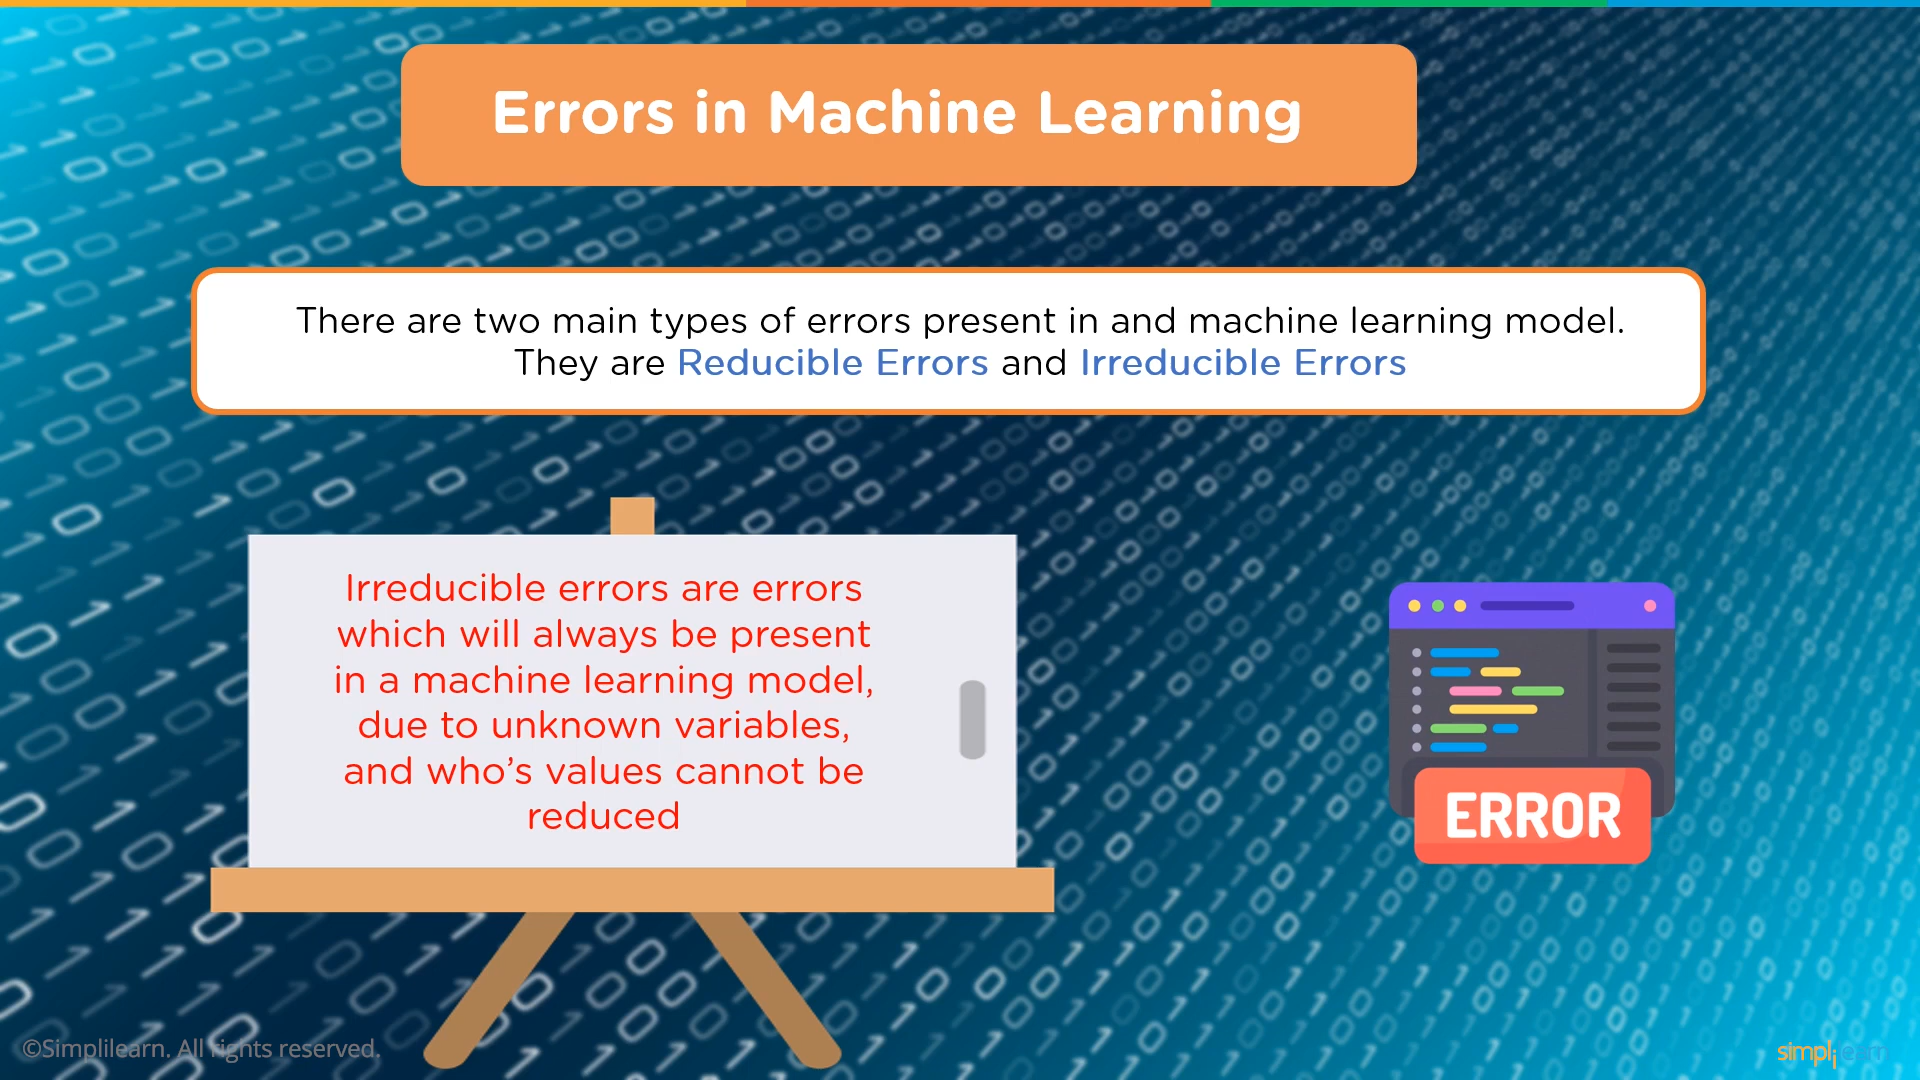 Errors in Machine Learning
There are two main types of errors present in and machine learning model.
They are Reducible Errors and Irreducible Errors
Irreducible errors are errors
which will always be present
in a machine learning model,
due to unknown variables,
and who’s values cannot be
reduced
ERROR
©Simplilearn. All rights reserved.
simplilearn